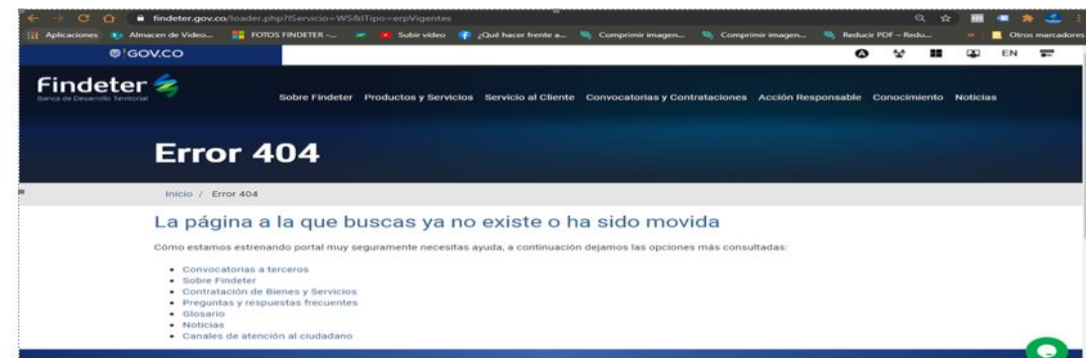 findeter.gov.co/loader.php?lServicio=WS&lTipo=erpVigentes
Aplicaciones Almacen de Video... FOTOS FINDETER -... Subir video ¿Qué hacer frente a... Comprimir imagen... Comprimir imagen... Reducir PDF – Redu... » Otros marcadores
GOV.CO EN
Findeter
Banca de Desarrollo Territorial
Sobre Findeter Productos y Servicios Servicio al Cliente Convocatorias y Contrataciones Acción Responsable Conocimiento Noticias
Error 404
Inicio / Error 404
La página a la que buscas ya no existe o ha sido movida
Cómo estamos estrenando portal muy seguramente necesitas ayuda, a continuación dejamos las opciones más consultadas:
• Convocatorias a terceros
• Sobre Findeter
• Contratación de Bienes y Servicios
• Preguntas y respuestas frecuentes
• Glosario
• Noticias
• Canales de atención al ciudadano